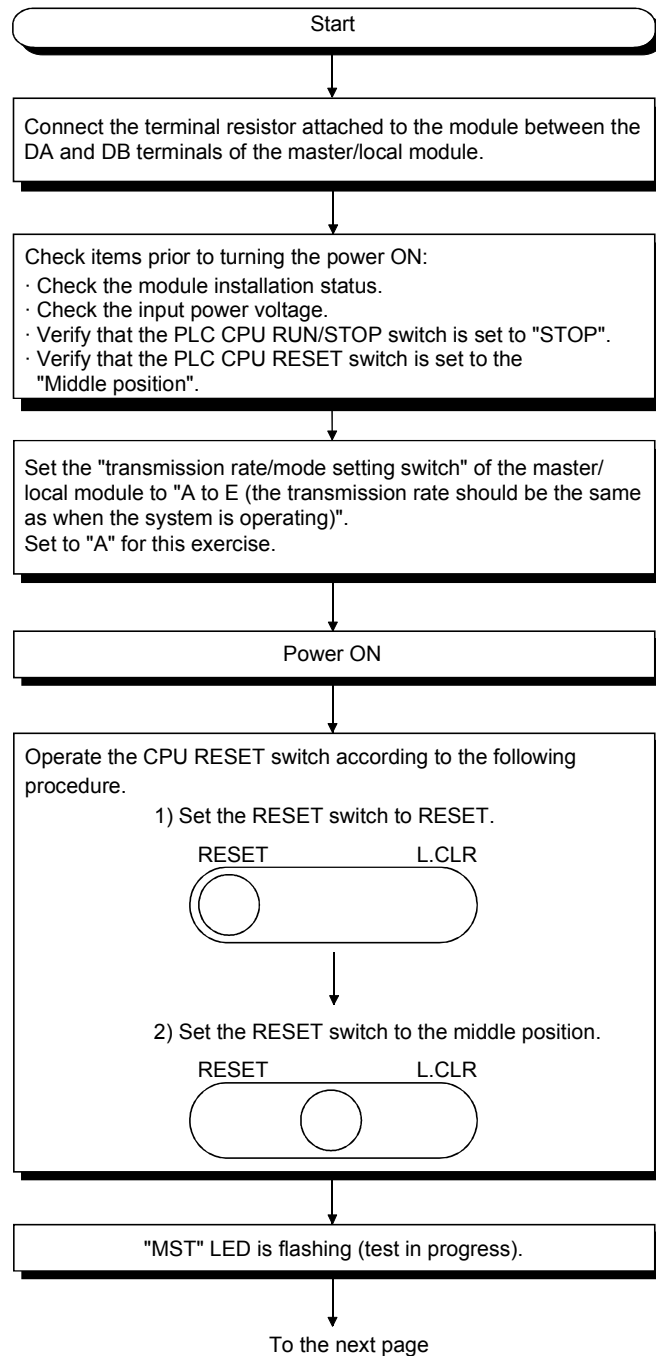 Start
Connect the terminal resistor attached to the module between the
DA and DB terminals of the master/local module.
Check items prior to turning the power ON:
· Check the module installation status.
· Check the input power voltage.
· Verify that the PLC CPU RUN/STOP switch is set to "STOP".
· Verify that the PLC CPU RESET switch is set to the
"Middle position".
Set the "transmission rate/mode setting switch" of the master/
local module to "A to E (the transmission rate should be the same
as when the system is operating)".
Set to "A" for this exercise.
Power ON
Operate the CPU RESET switch according to the following
procedure.
1) Set the RESET switch to RESET.
RESET L.CLR
2) Set the RESET switch to the middle position.
RESET L.CLR
"MST" LED is flashing (test in progress).
To the next page